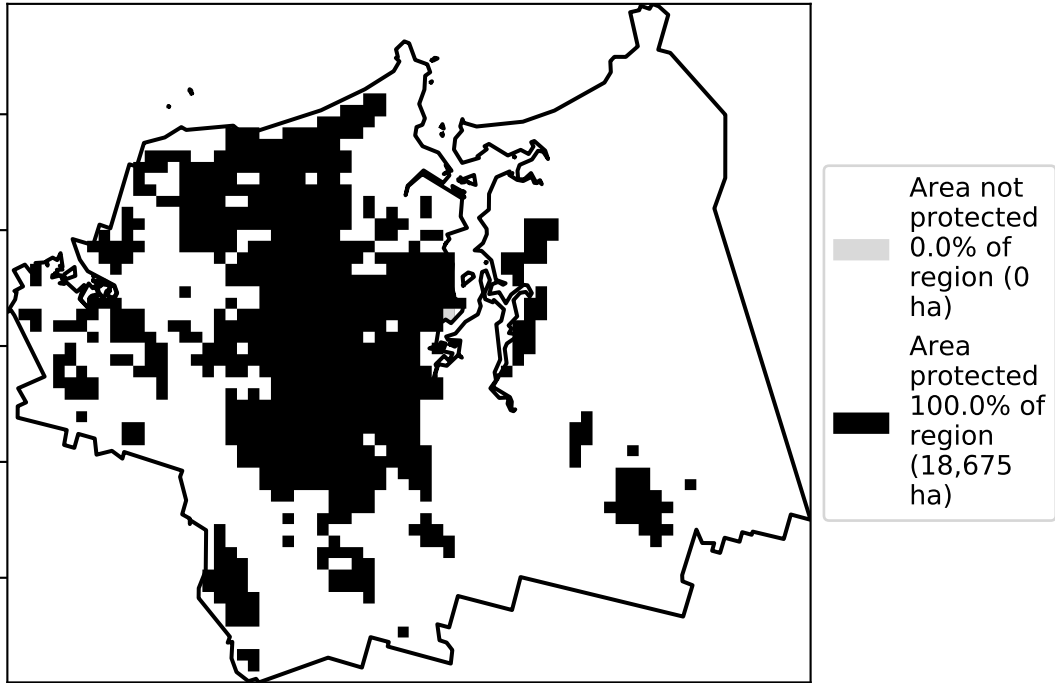 Area not
protected
0.0% of
region (0
ha)
Area
protected
100.0% of
region
(18,675
ha)